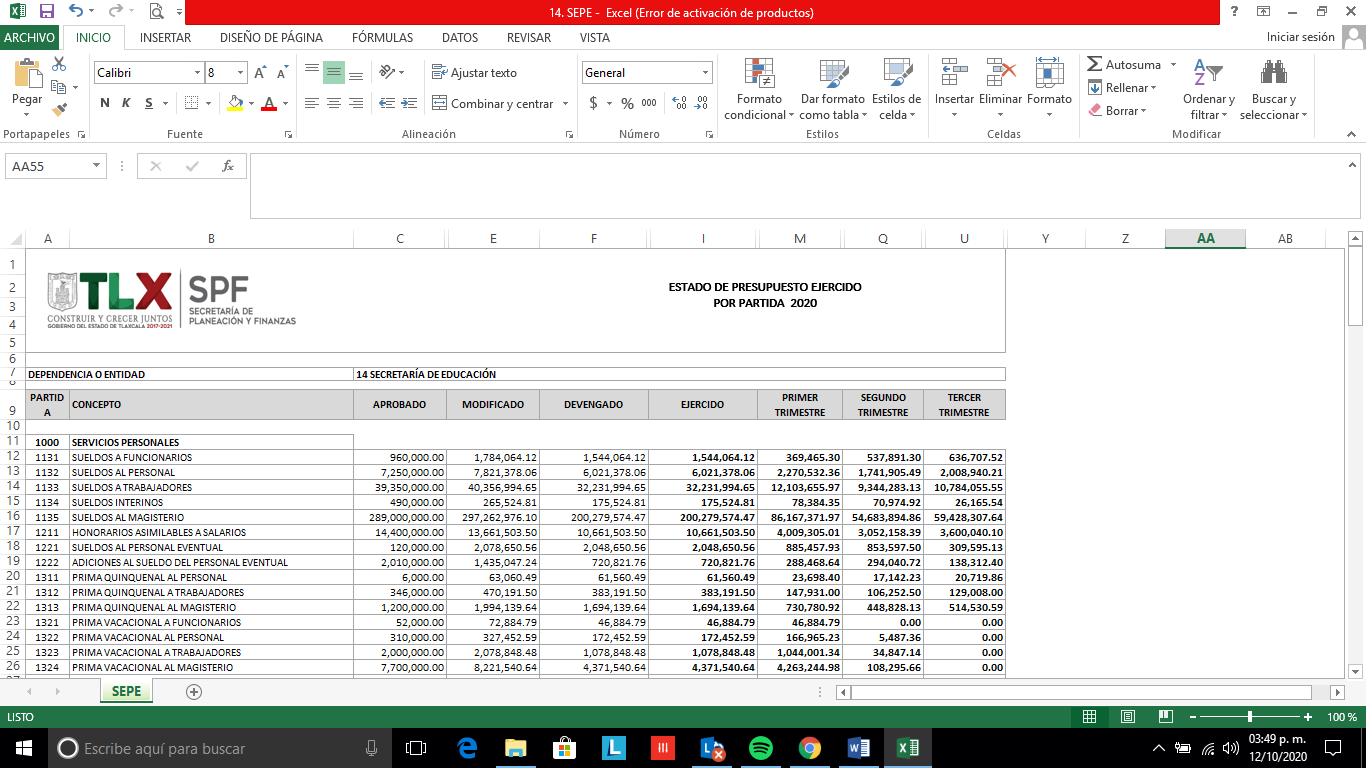 14. SEPE - Excel (Error de activación de productos)
ARCHIVO INICIO INSERTAR DISEÑO DE PÁGINA FÓRMULAS DATOS REVISAR VISTA Iniciar sesión
Calibri 8 Ajustar texto General Autosuma
Pegar N K S Combinar y centrar $ % 000 Formato condicional Dar formato como tabla Estilos de celda Insertar Eliminar Formato Rellenar Borrar Ordenar y filtrar Buscar y seleccionar
Portapapeles Fuente Alineación Número Estilos Celdas Modificar
AA55 fx
A B C E F I M Q U Y Z AA AB
1
2 ESTADO DE PRESUPUESTO EJERCIDO
3 POR PARTIDA 2020
TLX SPF
SECRETARÍA DE
PLANEACIÓN Y FINANZAS
CONSTRUIR Y CRECER JUNTOS
GOBIERNO DEL ESTADO DE TLAXCALA 2017-2021
4
5
6
7 DEPENDENCIA O ENTIDAD 14 SECRETARÍA DE EDUCACIÓN
8
9 PARTIDA CONCEPTO APROBADO MODIFICADO DEVENGADO EJERCIDO PRIMER TRIMESTRE SEGUNDO TRIMESTRE TERCER TRIMESTRE
10
11 1000 SERVICIOS PERSONALES
12 1131 SUELDOS A FUNCIONARIOS 960,000.00 1,784,064.12 1,544,064.12 1,544,064.12 369,465.30 537,891.30 636,707.52
13 1132 SUELDOS AL PERSONAL 7,250,000.00 7,821,378.06 6,021,378.06 6,021,378.06 2,270,532.36 1,741,905.49 2,008,940.21
14 1133 SUELDOS A TRABAJADORES 39,350,000.00 40,356,994.65 32,231,994.65 32,231,994.65 12,103,655.97 9,344,283.13 10,784,055.55
15 1134 SUELDOS INTERINOS 490,000.00 265,524.81 175,524.81 175,524.81 78,384.35 70,974.92 26,165.54
16 1135 SUELDOS AL MAGISTERIO 289,000,000.00 297,262,976.10 200,279,574.47 200,279,574.47 86,167,371.97 54,683,894.86 59,428,307.64
17 1211 HONORARIOS ASIMILABLES A SALARIOS 14,400,000.00 13,661,503.50 10,661,503.50 10,661,503.50 4,009,305.01 3,052,158.39 3,600,040.10
18 1221 SUELDOS AL PERSONAL EVENTUAL 120,000.00 2,078,650.56 2,048,650.56 2,048,650.56 885,457.93 853,597.50 309,595.13
19 1222 ADICIONES AL SUELDO DEL PERSONAL EVENTUAL 2,010,000.00 1,435,047.24 720,821.76 720,821.76 288,468.64 294,040.72 138,312.40
20 1311 PRIMA QUINQUENAL AL PERSONAL 6,000.00 63,060.49 61,560.49 61,560.49 23,698.40 17,142.23 20,719.86
21 1312 PRIMA QUINQUENAL A TRABAJADORES 346,000.00 470,191.50 383,191.50 383,191.50 147,931.00 106,252.50 129,008.00
22 1313 PRIMA QUINQUENAL AL MAGISTERIO 1,200,000.00 1,994,139.64 1,694,139.64 1,694,139.64 730,780.92 448,828.13 514,530.59
23 1321 PRIMA VACACIONAL A FUNCIONARIOS 52,000.00 72,884.79 46,884.79 46,884.79 46,884.79 0.00 0.00
24 1322 PRIMA VACACIONAL AL PERSONAL 310,000.00 327,452.59 172,452.59 172,452.59 166,965.23 5,487.36 0.00
25 1323 PRIMA VACACIONAL A TRABAJADORES 2,000,000.00 2,078,848.48 1,078,848.48 1,078,848.48 1,044,001.34 34,847.14 0.00
26 1324 PRIMA VACACIONAL AL MAGISTERIO 7,700,000.00 8,221,540.64 4,371,540.64 4,371,540.64 4,263,244.98 108,295.66 0.00
SEPE
LISTO 100 %
Escribe aquí para buscar 03:49 p. m.
12/10/2020